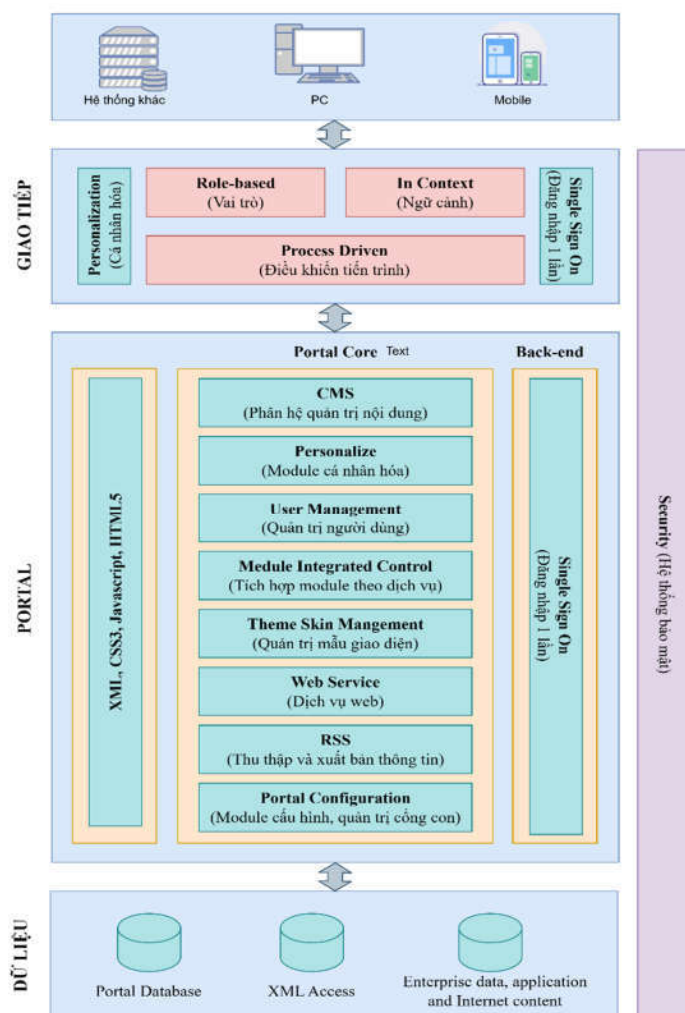 Hệ thống khác
PC
Mobile
GIAO TIẾP
Personalization
(Cá nhân hóa)
Role-based
(Vai trò)
In Context
(Ngữ cảnh)
Process Driven
(Điều khiển tiến trình)
Single Sign On
(Đăng nhập 1 lần)
PORTAL
Portal Core Text
Back-end
XML, CSS3, Javascript, HTML5
CMS
(Phân hệ quản trị nội dung)
Personalize
(Module cá nhân hóa)
User Management
(Quản trị người dùng)
Medule Integrated Control
(Tích hợp module theo dịch vụ)
Theme Skin Mangement
(Quản trị mẫu giao diện)
Web Service
(Dịch vụ web)
RSS
(Thu thập và xuất bản thông tin)
Portal Configuration
(Module cấu hình, quản trị cổng con)
Single Sign On
(Đăng nhập 1 lần)
Security (Hệ thống bảo mật)
DỮ LIỆU
Portal Database
XML Access
Enterprise data, application
and Internet content